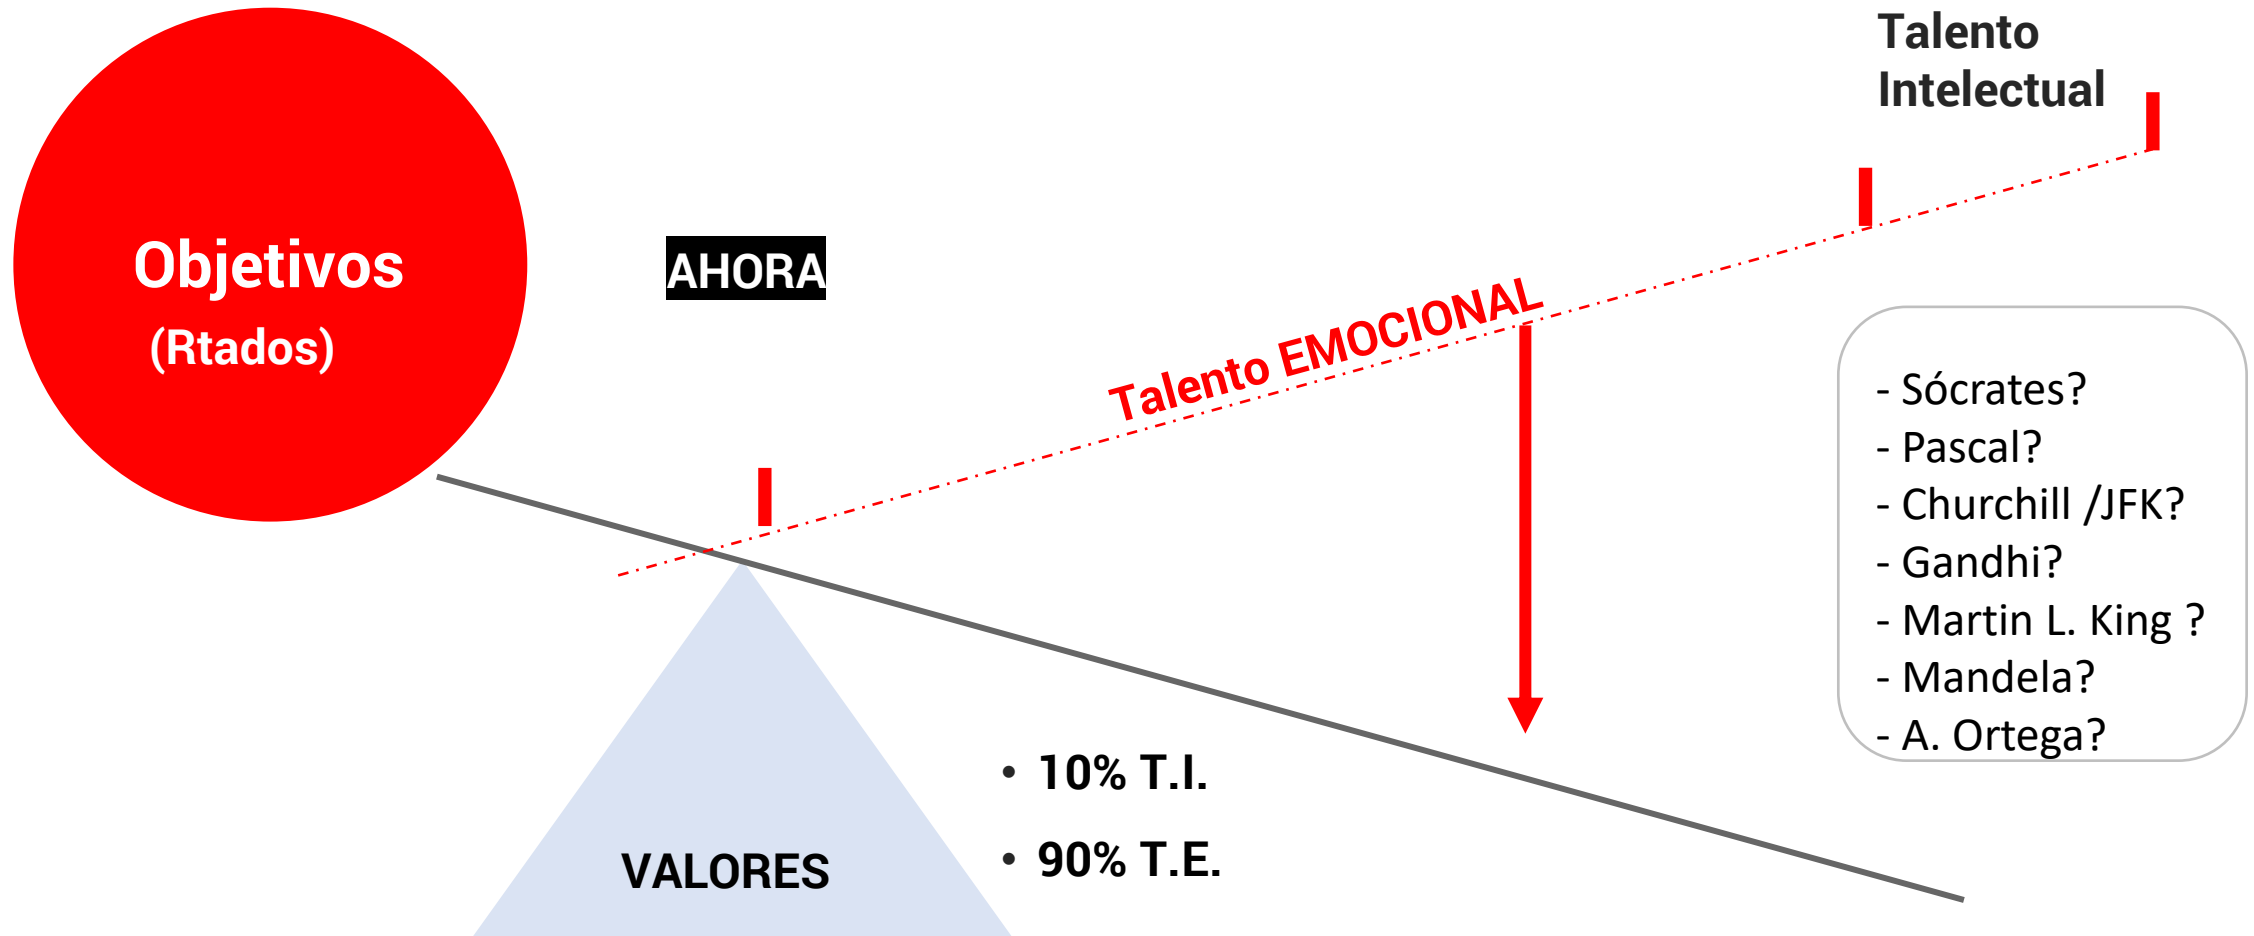 Talento
Intelectual
Objetivos
(Rtados)
AHORA
Talento EMOCIONAL
- Sócrates?
- Pascal?
- Churchill /JFK?
- Gandhi?
- Martin L. King ?
- Mandela?
- A. Ortega?
• 10% T.I.
• 90% T.E.
VALORES